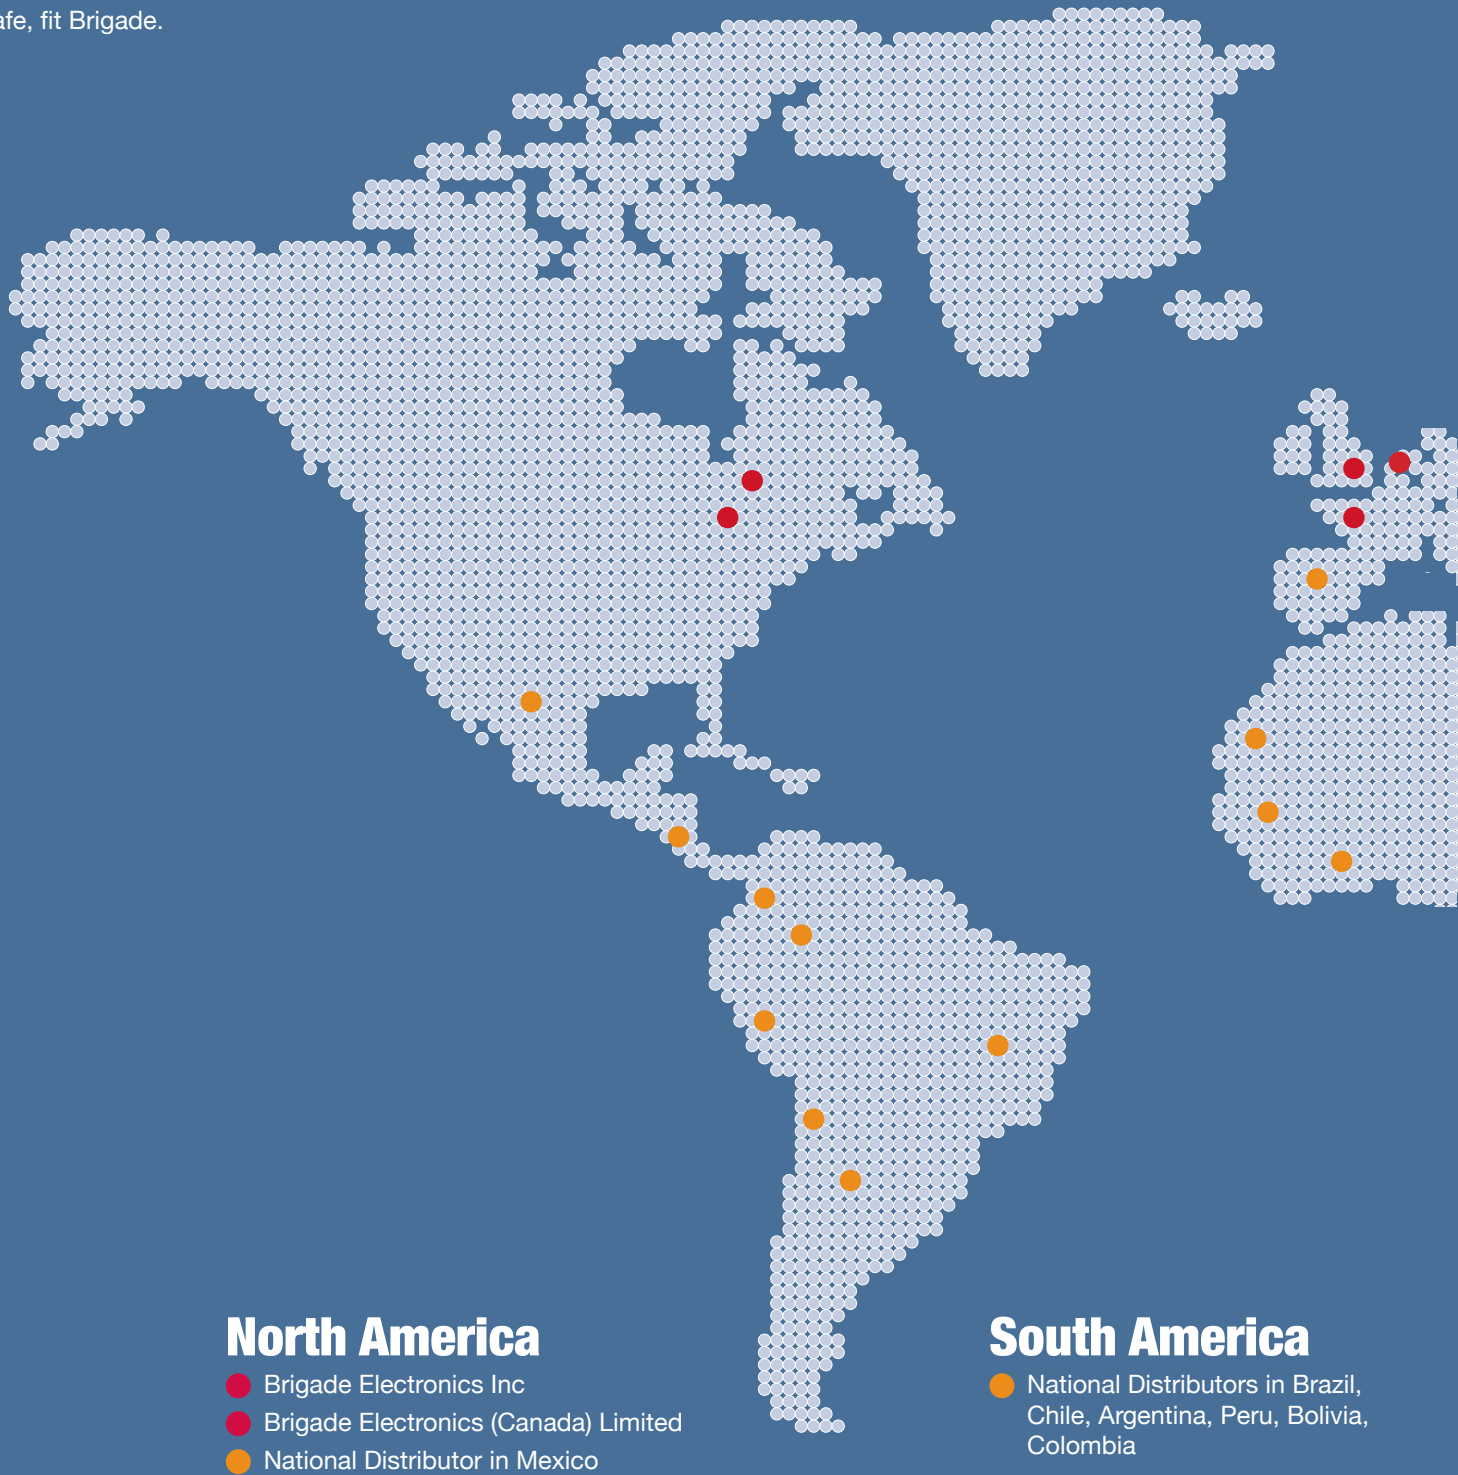 fe, fit Brigade.
North America
Brigade Electronics Inc
Brigade Electronics (Canada) Limited
National Distributor in Mexico
South America
National Distributors in Brazil,
Chile, Argentina, Peru, Bolivia,
Colombia